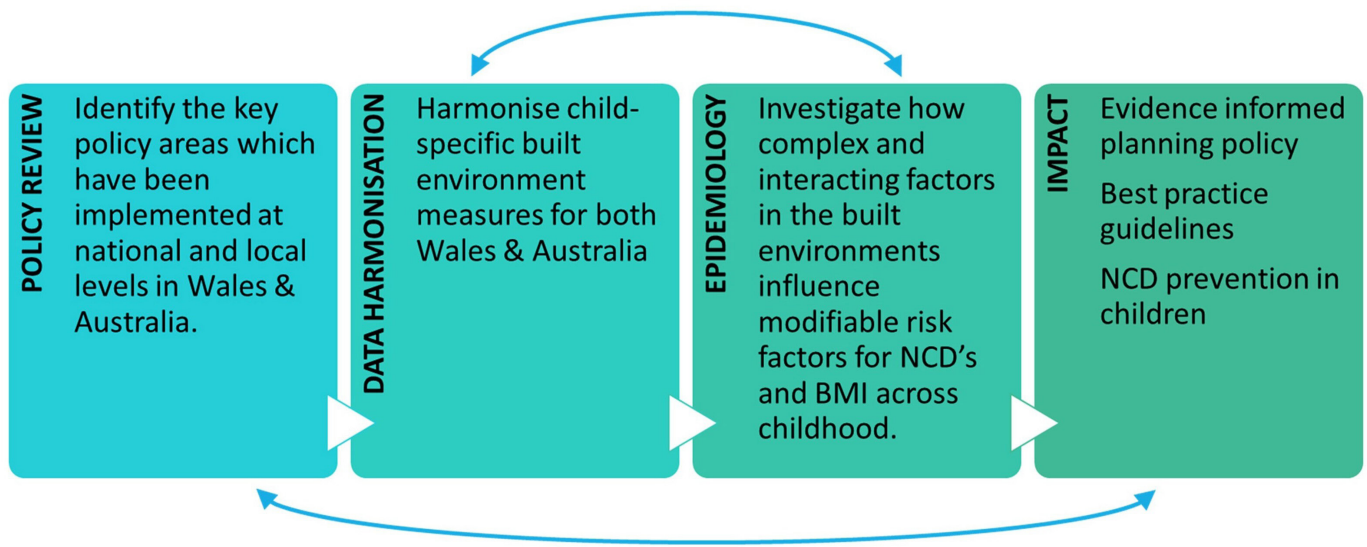 POLICY REVIEW
Identify the key
policy areas which
have been
implemented at
national and local
levels in Wales &
Australia.
DATA HARMONISATION
Harmonise child-
specific built
environment
measures for both
Wales & Australia
EPIDEMIOLOGY
Investigate how
complex and
interacting factors
in the built
environments
influence
modifiable risk
factors for NCD's
and BMI across
childhood.
IMPACT
Evidence informed
planning policy
Best practice
guidelines
NCD prevention in
children